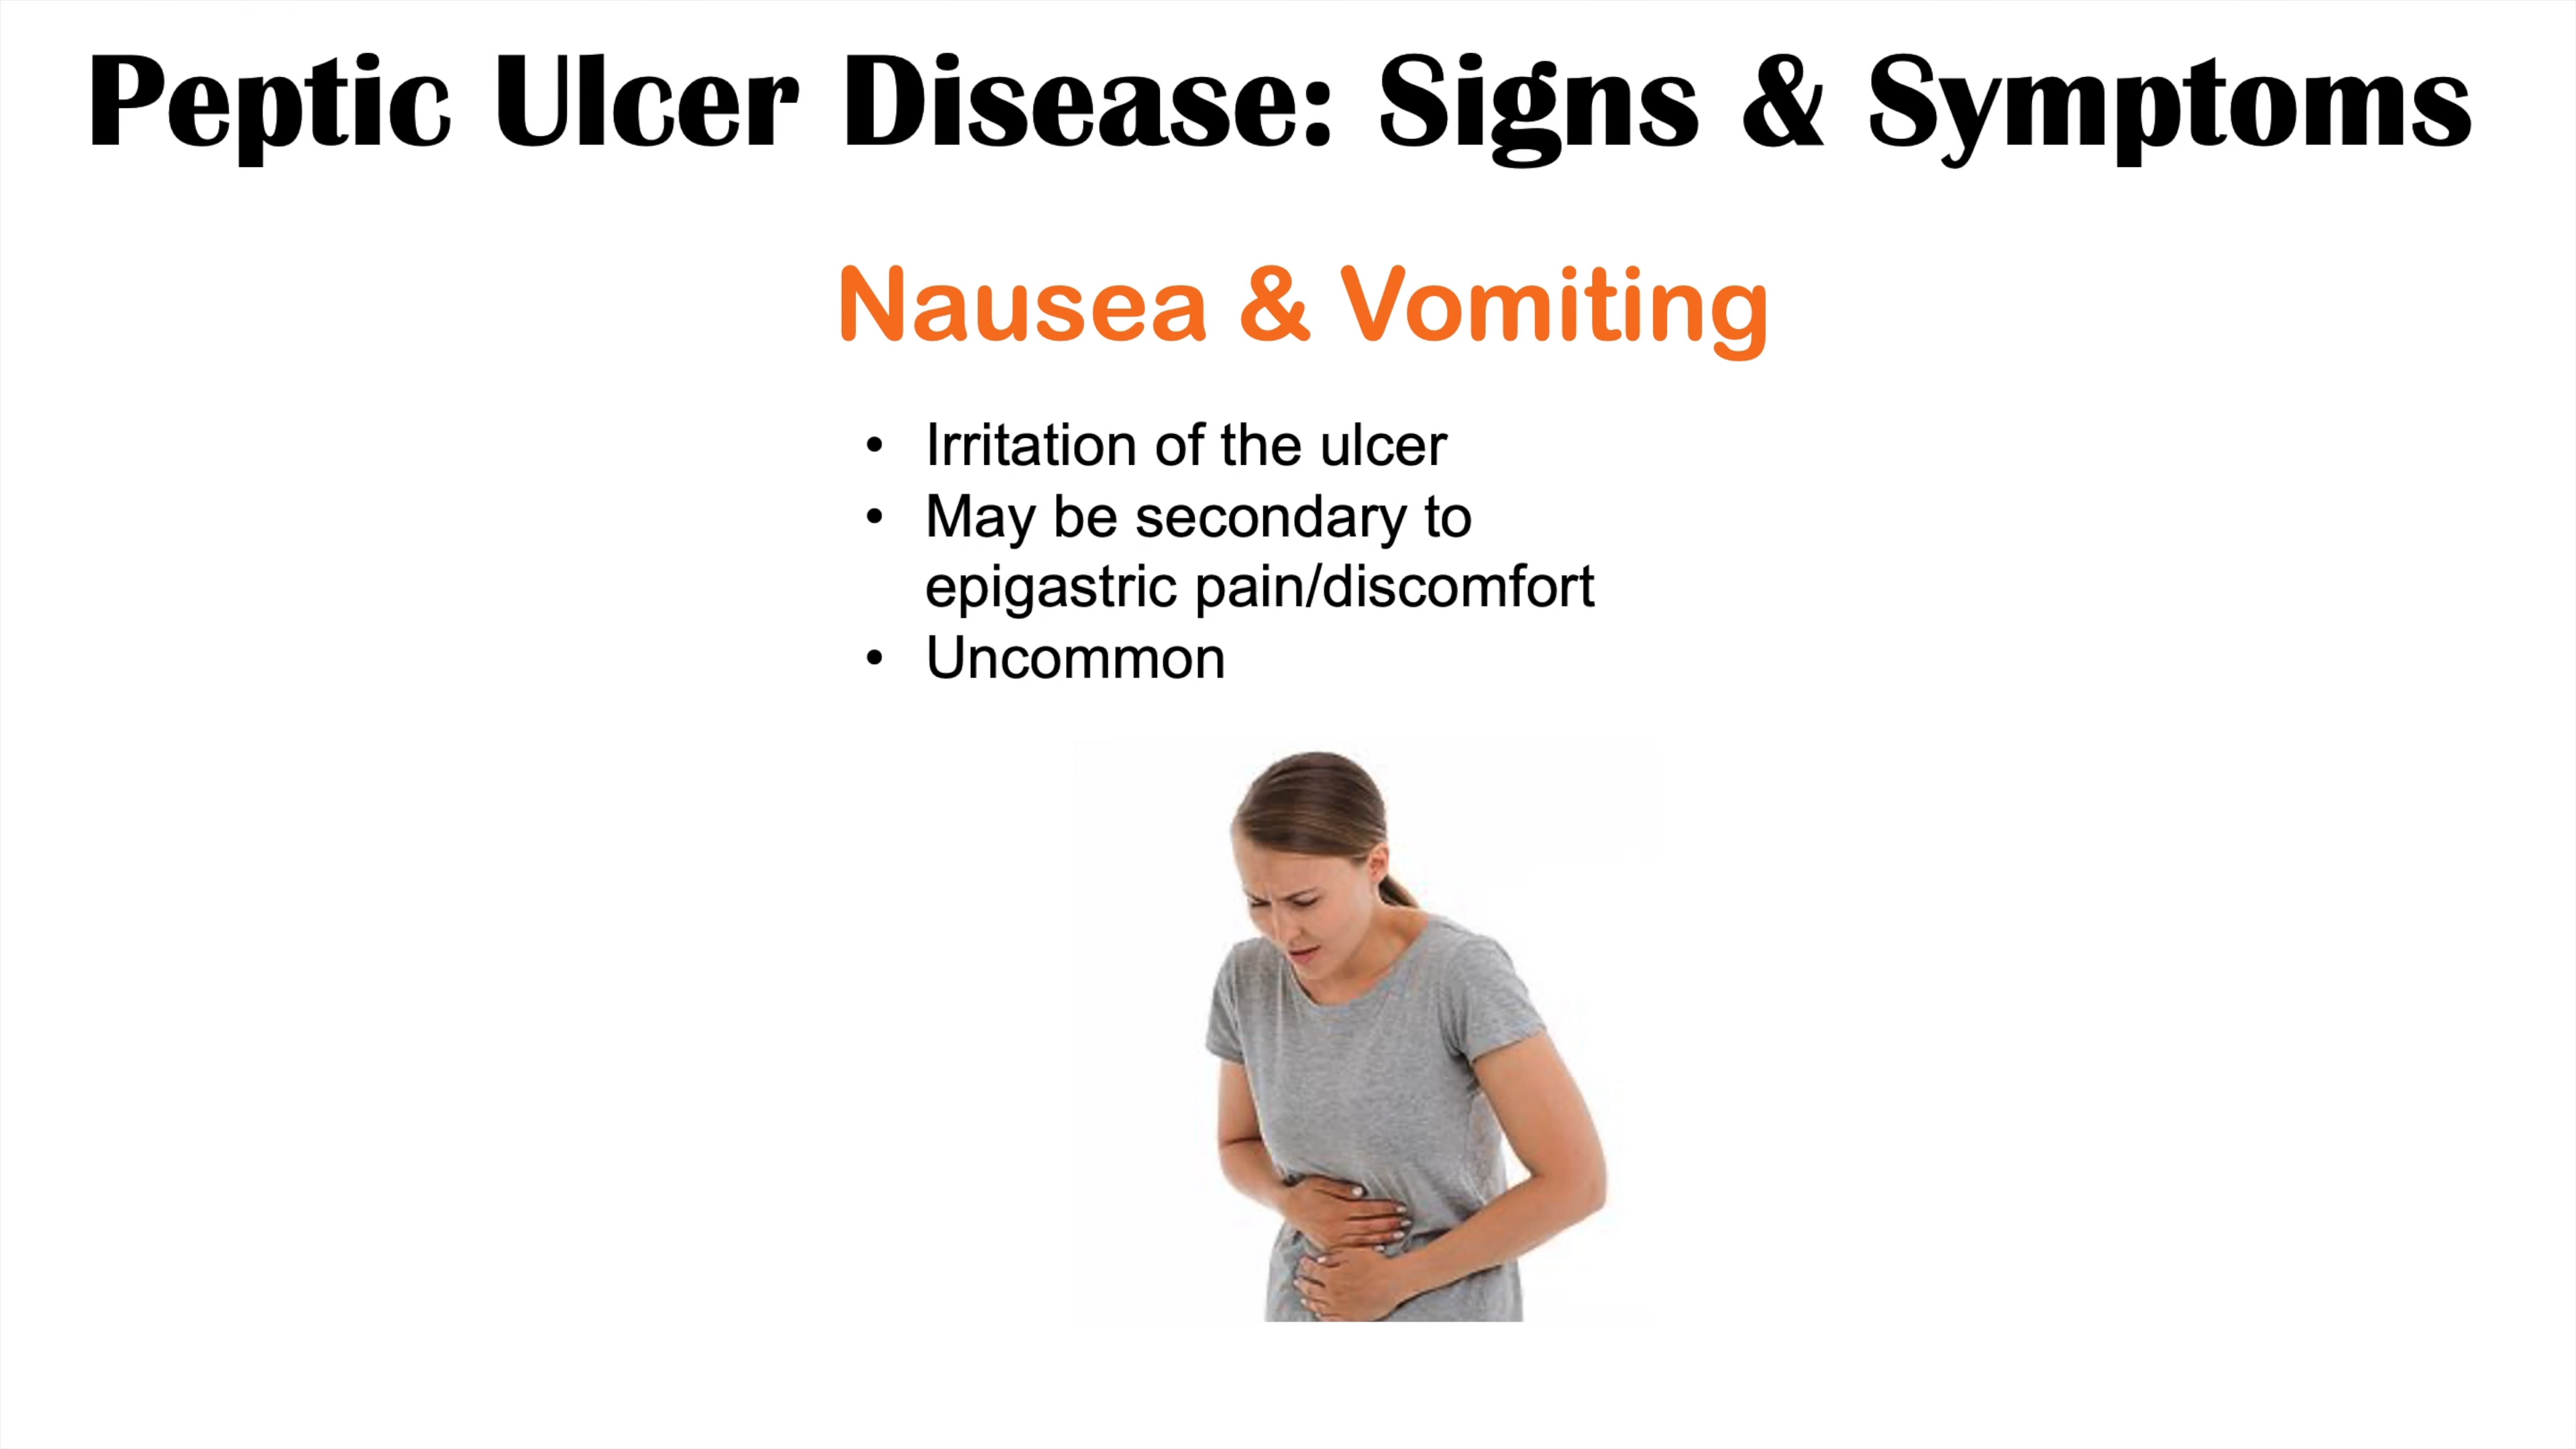 Peptic Ulcer Disease: Signs & Symptoms
Nausea & Vomiting
• Irritation of the ulcer
• May be secondary to
epigastric pain/discomfort
• Uncommon